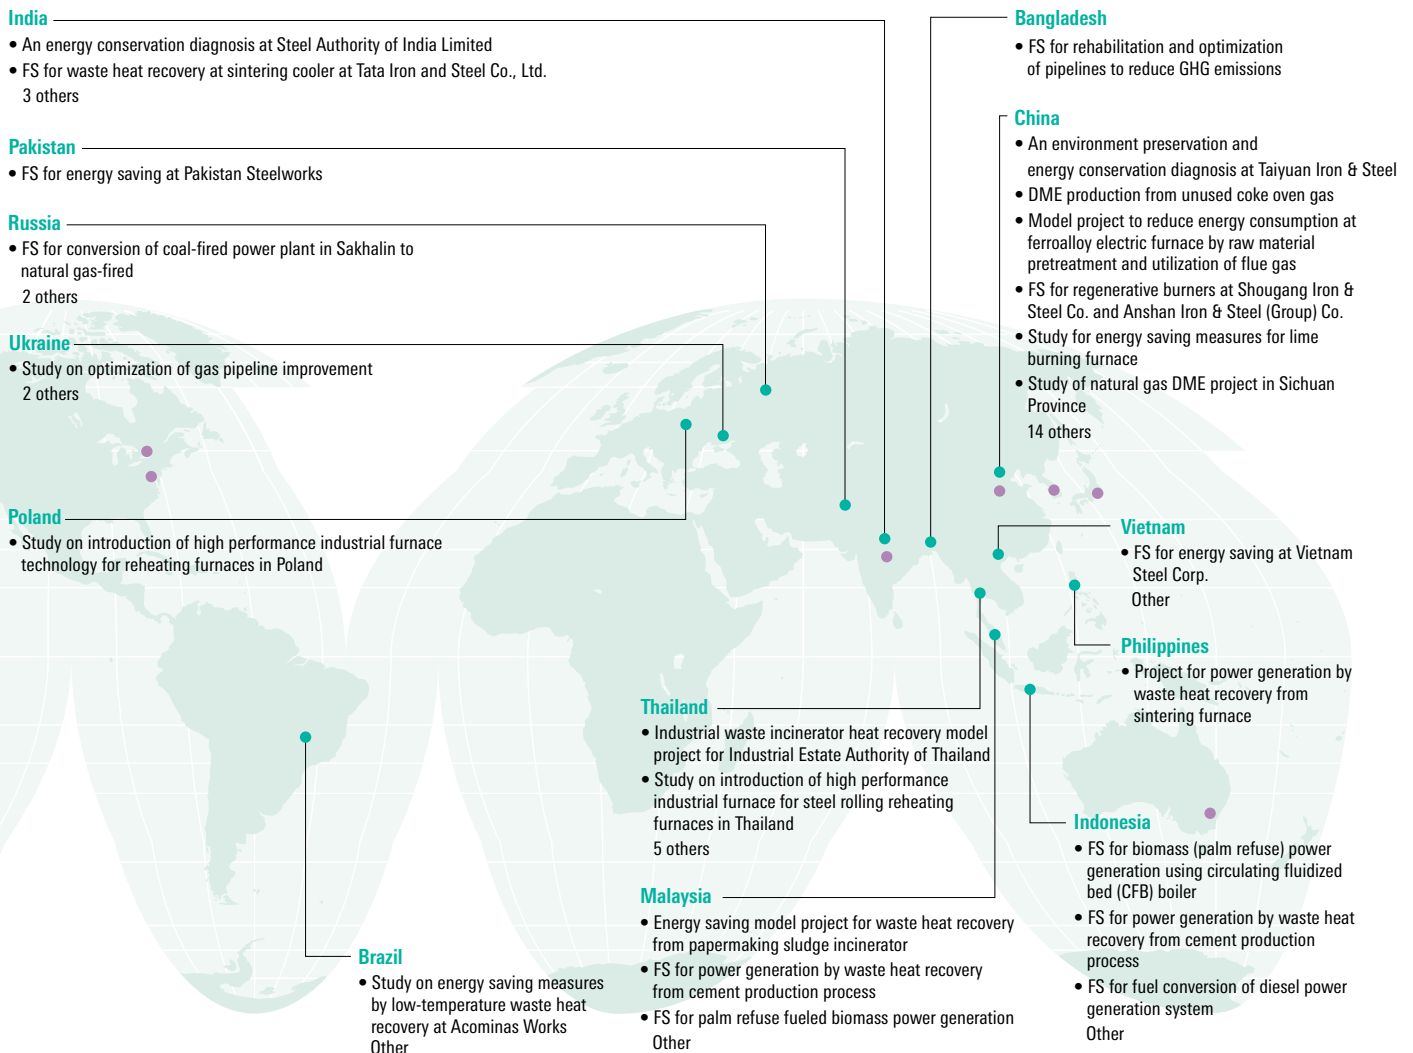 India
• An energy conservation diagnosis at Steel Authority of India Limited
• FS for waste heat recovery at sintering cooler at Tata Iron and Steel Co., Ltd.
3 others
Pakistan
• FS for energy saving at Pakistan Steelworks
Russia
• FS for conversion of coal-fired power plant in Sakhalin to
natural gas-fired
2 others
Ukraine
• Study on optimization of gas pipeline improvement
2 others
Poland
• Study on introduction of high performance industrial furnace
technology for reheating furnaces in Poland
Brazil
• Study on energy saving measures
by low-temperature waste heat
recovery at Acominas Works
Other
Thailand
• Industrial waste incinerator heat recovery model
project for Industrial Estate Authority of Thailand
• Study on introduction of high performance
industrial furnace for steel rolling reheating
furnaces in Thailand
5 others
Malaysia
• Energy saving model project for waste heat recovery
from papermaking sludge incinerator
• FS for power generation by waste heat recovery
from cement production process
• FS for palm refuse fueled biomass power generation
Other
Bangladesh
• FS for rehabilitation and optimization
of pipelines to reduce GHG emissions
China
• An environment preservation and
energy conservation diagnosis at Taiyuan Iron & Steel
• DME production from unused coke oven gas
• Model project to reduce energy consumption at
ferroalloy electric furnace by raw material
pretreatment and utilization of flue gas
• FS for regenerative burners at Shougang Iron &
Steel Co. and Anshan Iron & Steel (Group) Co.
• Study for energy saving measures for lime
burning furnace
• Study of natural gas DME project in Sichuan
Province
14 others
Vietnam
• FS for energy saving at Vietnam
Steel Corp.
Other
Philippines
• Project for power generation by
waste heat recovery from
sintering furnace
Indonesia
• FS for biomass (palm refuse) power
generation using circulating fluidized
bed (CFB) boiler
• FS for power generation by waste heat
recovery from cement production
process
• FS for fuel conversion of diesel power
generation system
Other